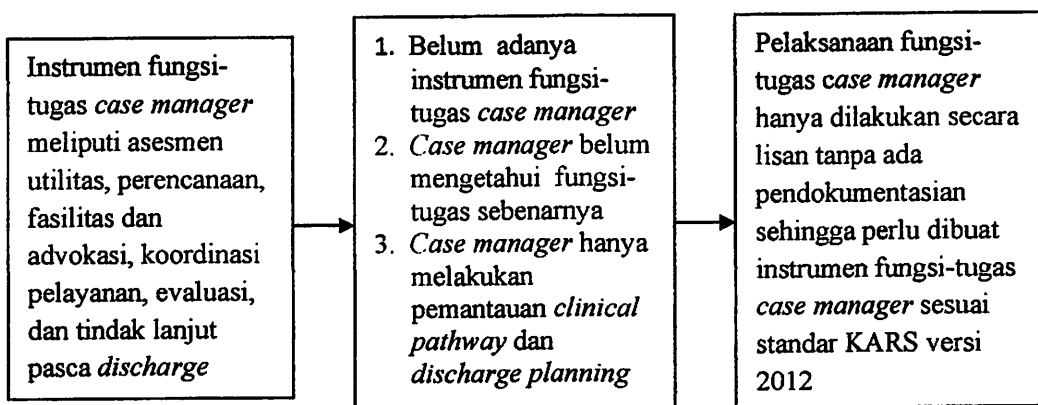 Instrumen fungsi-
tugas case manager
meliputi asesmen
utilitas, perencanaan,
fasilitas dan
advokasi, koordinasi
pelayanan, evaluasi,
dan tindak lanjut
pasca discharge
1. Belum adanya
instrumen fungsi-
tugas case manager
2. Case manager belum
mengetahui fungsi-
tugas sebenarnya
3. Case manager hanya
melakukan
pemantauan clinical
pathway dan
discharge planning
Pelaksanaan fungsi-
tugas case manager
hanya dilakukan secara
lisan tanpa ada
pendokumentasian
sehingga perlu dibuat
instrumen fungsi-tugas
case manager sesuai
standar KARS versi
2012